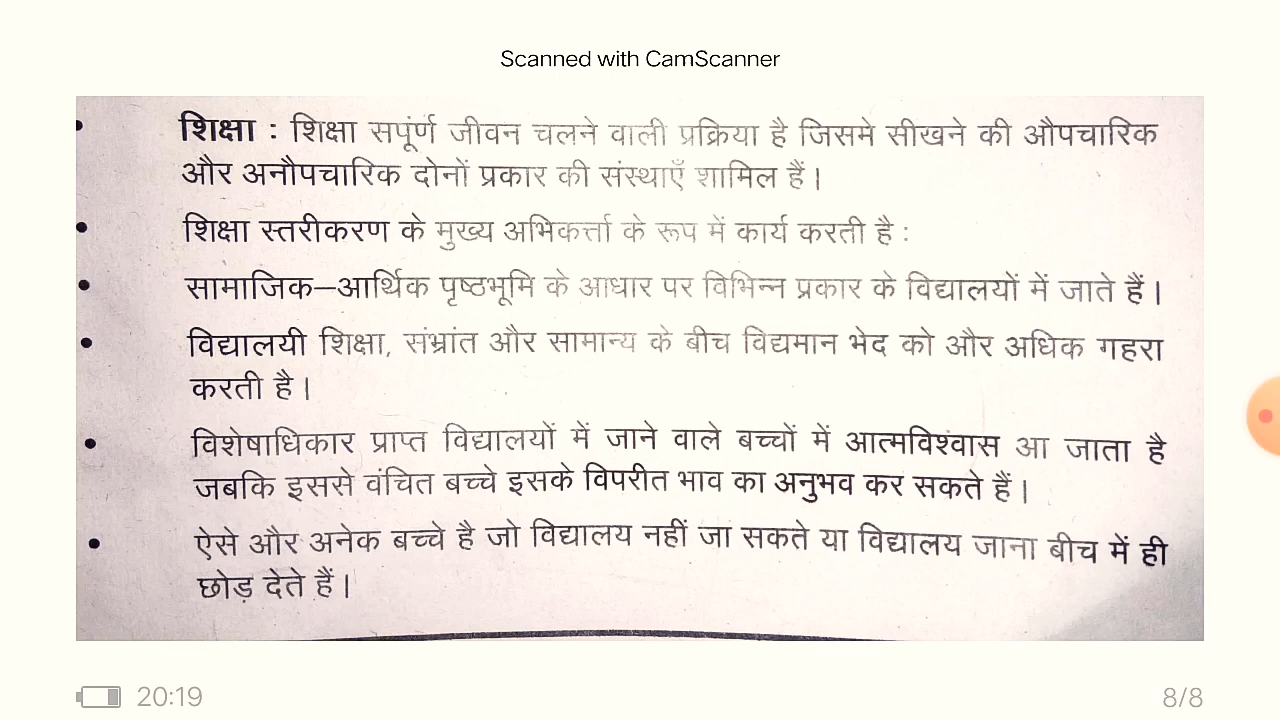 Scanned with CamScanner
• शिक्षा : शिक्षा सपूंर्ण जीवन चलने वाली प्रक्रिया है जिसमे सीखने की औपचारिक
और अनौपचारिक दोनों प्रकार की संस्थाएँ शामिल हैं।
• शिक्षा स्तरीकरण के मुख्य अभिकर्त्ता के रूप में कार्य करती है :
• सामाजिक–आर्थिक पृष्ठभूमि के आधार पर विभिन्न प्रकार के विद्यालयों में जाते हैं।
• विद्यालयी शिक्षा, संभ्रांत और सामान्य के बीच विद्यमान भेद को और अधिक गहरा
करती है।
• विशेषाधिकार प्राप्त विद्यालयों में जाने वाले बच्चों में आत्मविश्वास आ जाता है
जबकि इससे वंचित बच्चे इसके विपरीत भाव का अनुभव कर सकते हैं।
• ऐसे और अनेक बच्चे है जो विद्यालय नहीं जा सकते या विद्यालय जाना बीच में ही
छोड़ देते हैं।
20:19
8/8